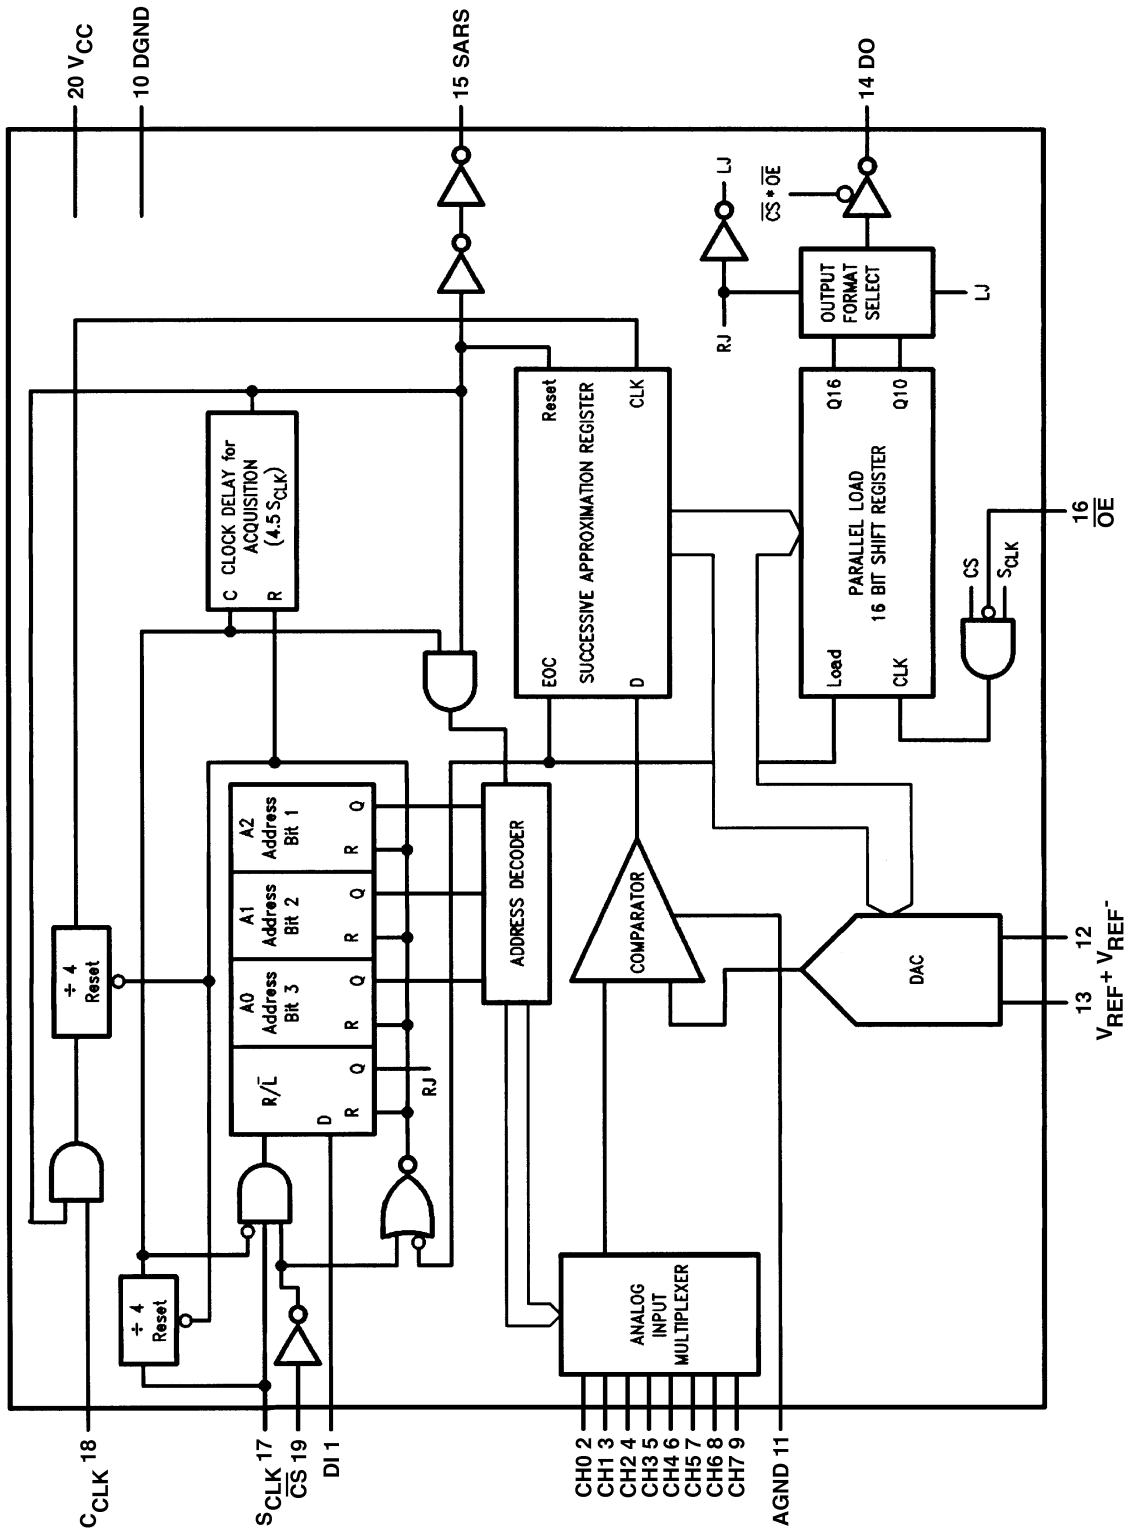 20 VCC
10 DGND
15 SARS
14 DO
CCLK 18
SCLK 17
C̅S̅ 19
DI 1
CH0 2
CH1 3
CH2 4
CH3 5
CH4 6
CH5 7
CH6 8
CH7 9
AGND 11
÷ 4
Reset
÷ 4
Reset
R/L̅
D
R
Q
RJ
A0
Address
Bit 3
R
Q
A1
Address
Bit 2
R
Q
A2
Address
Bit 1
R
Q
C
CLOCK DELAY for
ACQUISITION
(4.5 SCLK)
R
ADDRESS DECODER
ANALOG
INPUT
MULTIPLEXER
COMPARATOR
DAC
EOC
Reset
SUCCESSIVE APPROXIMATION REGISTER
D
CLK
Load
Q16
PARALLEL LOAD
16 BIT SHIFT REGISTER
CLK
Q10
OUTPUT
FORMAT
SELECT
RJ
LJ
LJ
C̅S̅ * O̅E̅
CS
SCLK
16
O̅E̅
13
VREF+
12
VREF-